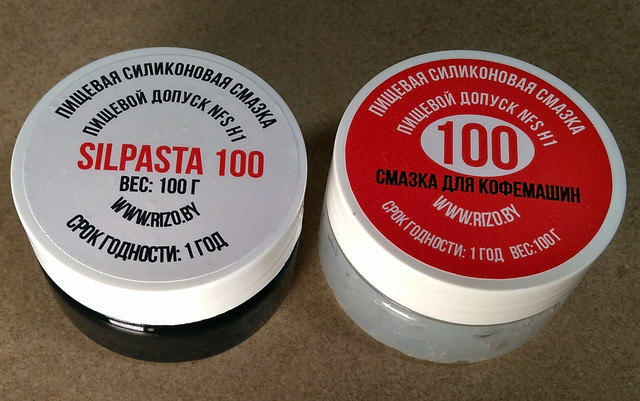 ПИЩЕВАЯ СИЛИКОНОВАЯ СМАЗКА
ПИЩЕВОЙ ДОПУСК NFS H1
SILPASTA 100
ВЕС: 100 Г
WWW.RIZO.BY
СРОК ГОДНОСТИ: 1 ГОД
ПИЩЕВАЯ СИЛИКОНОВАЯ СМАЗКА
ПИЩЕВОЙ ДОПУСК NFS H1
100
СМАЗКА ДЛЯ КОФЕМАШИН
WWW.RIZO.BY
СРОК ГОДНОСТИ: 1 ГОД ВЕС:100 Г